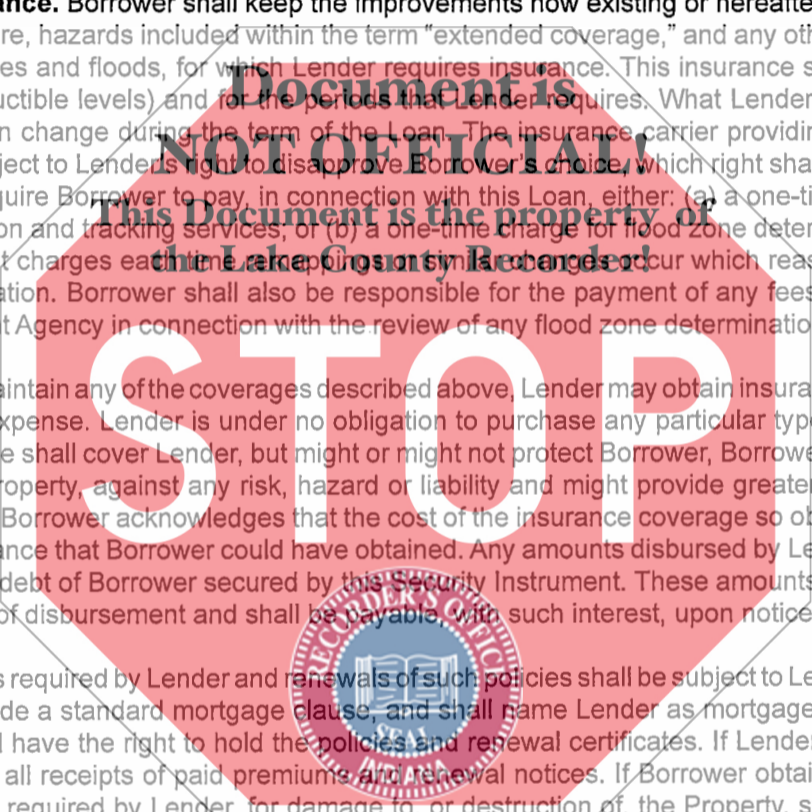 ance. Borrower shall keep the improvements now existing or hereafte
re, hazards included within the term “extended coverage,” and any oth
es and floods, for which Lender requires insurance. This insurance s
Document is
uctible levels) and for the periods that Lender requires. What Lender
n change during the term of the Loan. The insurance carrier providi
NOT OFFICIAL!
ject to Lender's right to disapprove Borrower's choice, which right sha
quire Borrower to pay, in connection with this Loan, either: (a) a one-ti
This Document is the property of
on and tracking services; or (b) a one-time charge for flood zone deter
the Lake County Recorder!
t charges each time remappings or similar changes occur which reas
ation. Borrower shall also be responsible for the payment of any fees
t Agency in connection with the review of any flood zone determinatio
STOP
aintain any of the coverages described above, Lender may obtain insura
xpense. Lender is under no obligation to purchase any particular typ
e shall cover Lender, but might or might not protect Borrower, Borrowe
roperty, against any risk, hazard or liability and might provide greate
Borrower acknowledges that the cost of the insurance coverage so ob
nce that Borrower could have obtained. Any amounts disbursed by Le
debt of Borrower secured by this Security Instrument. These amounts
of disbursement and shall be payable, with such interest, upon notice
RECORDER'S OFFICE
s required by Lender and renewals of such policies shall be subject to Le
de a standard mortgage clause, and shall name Lender as mortgage
SEAL
l have the right to hold the policies and renewal certificates. If Lende
INDIANA
all receipts of paid premiums and renewal notices. If Borrower obtai
required by Lender, for damage to, or destruction of, the Property, s